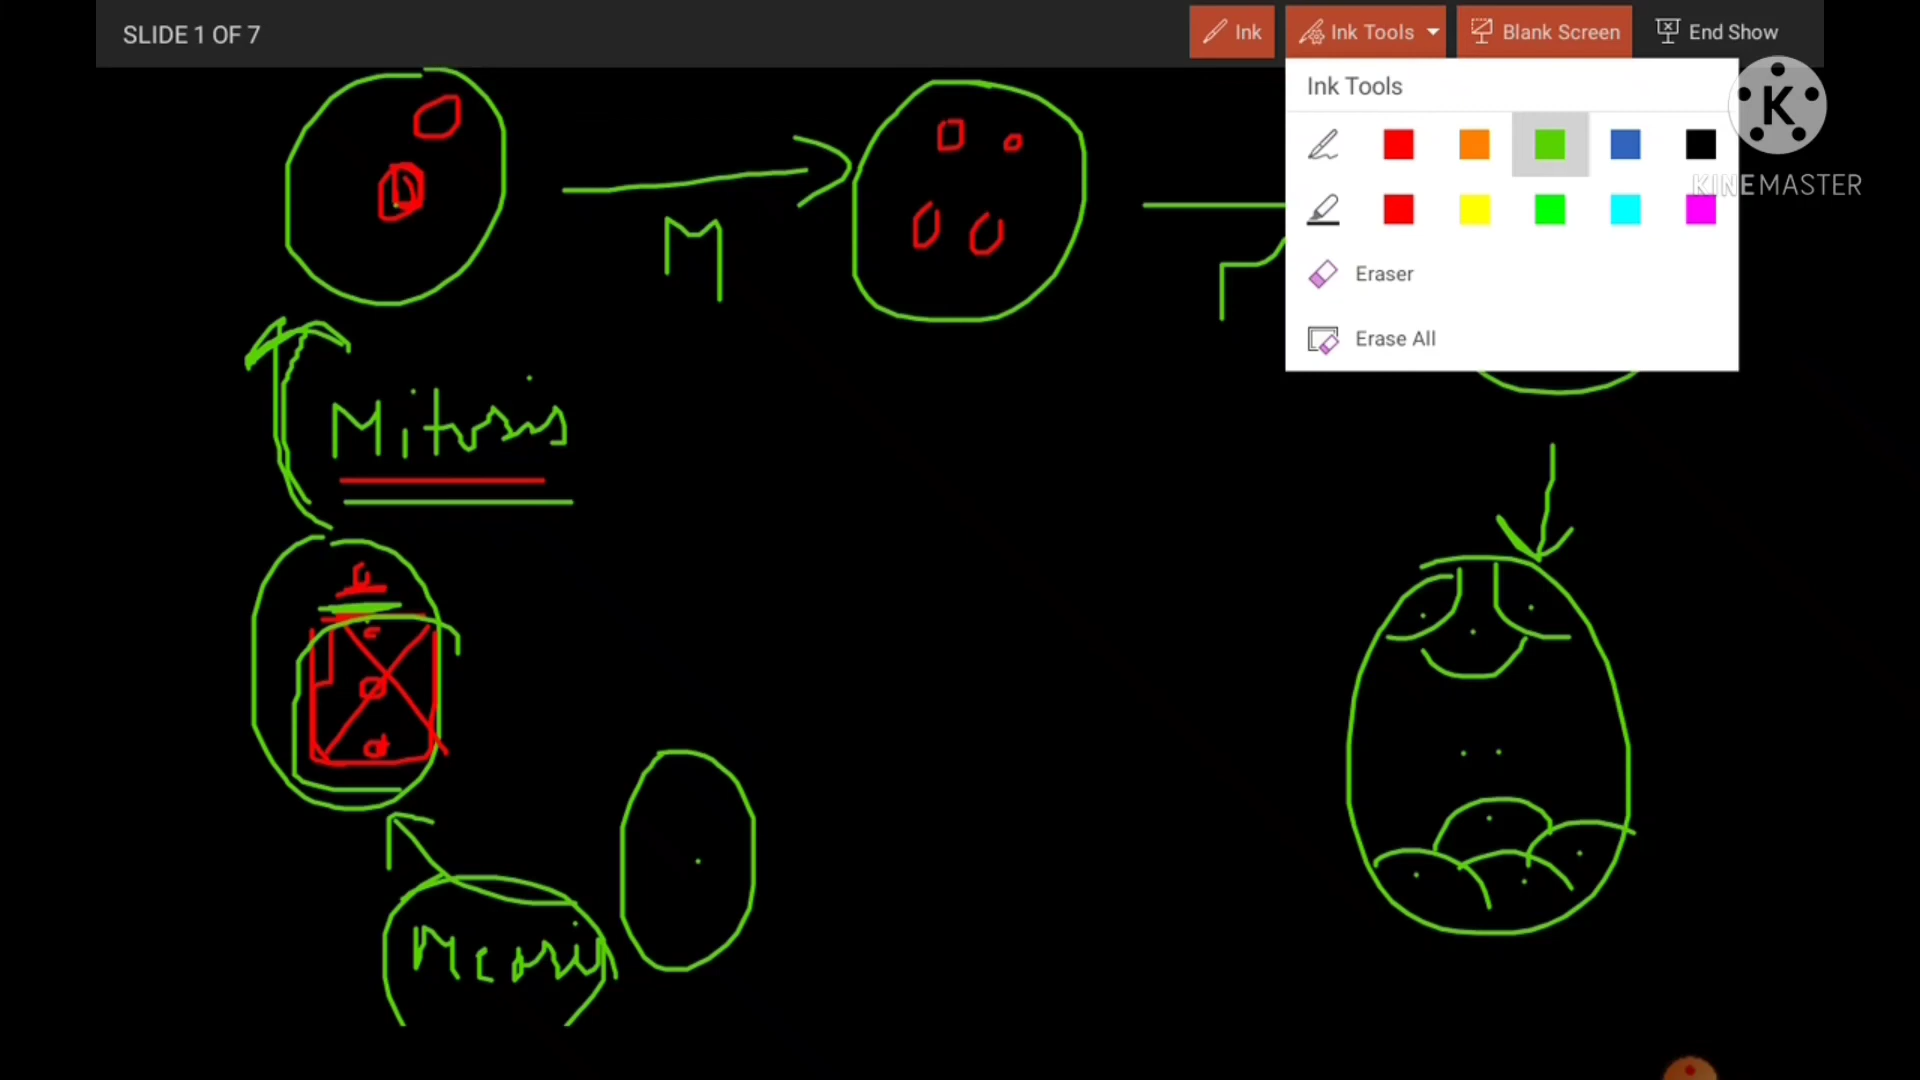 SLIDE 1 OF 7
Ink
Ink Tools
Blank Screen
End Show
Ink Tools
KINEMASTER
Eraser
Erase All
M
Mitosis